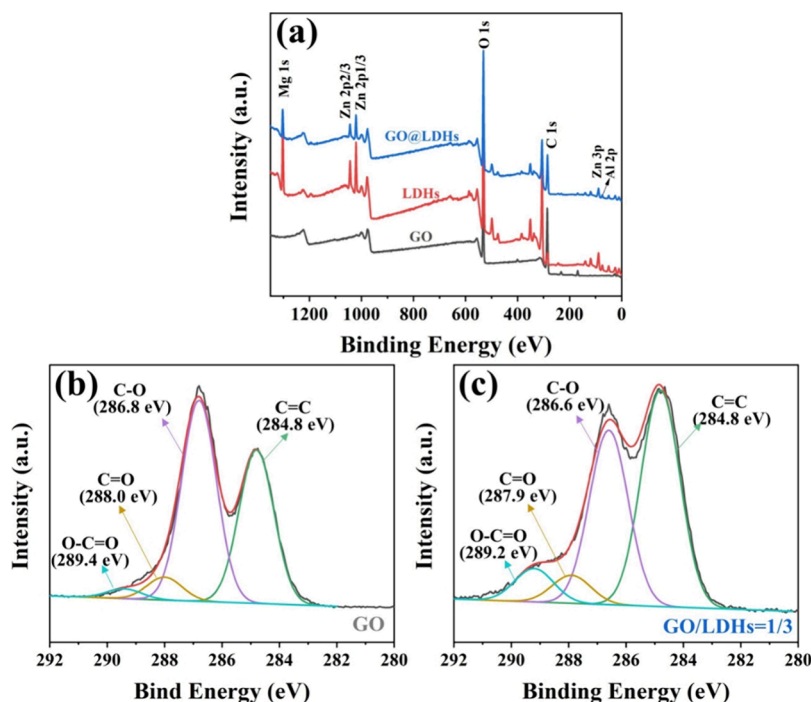 (a)
Intensity (a.u.)
Mg 1s
Zn 2p2/3
Zn 2p1/3
O 1s
C 1s
Zn 3p
Al 2p
GO@LDHs
LDHs
GO
1200 1000 800 600 400 200 0
Binding Energy (eV)
(b)
Intensity (a.u.)
C-O
(286.8 eV)
C=C
(284.8 eV)
C=O
(288.0 eV)
O-C=O
(289.4 eV)
GO
292 290 288 286 284 282 280
Bind Energy (eV)
(c)
Intensity (a.u.)
C-O
(286.6 eV)
C=C
(284.8 eV)
C=O
(287.9 eV)
O-C=O
(289.2 eV)
GO/LDHs=1/3
292 290 288 286 284 282 280
Binding Energy (eV)